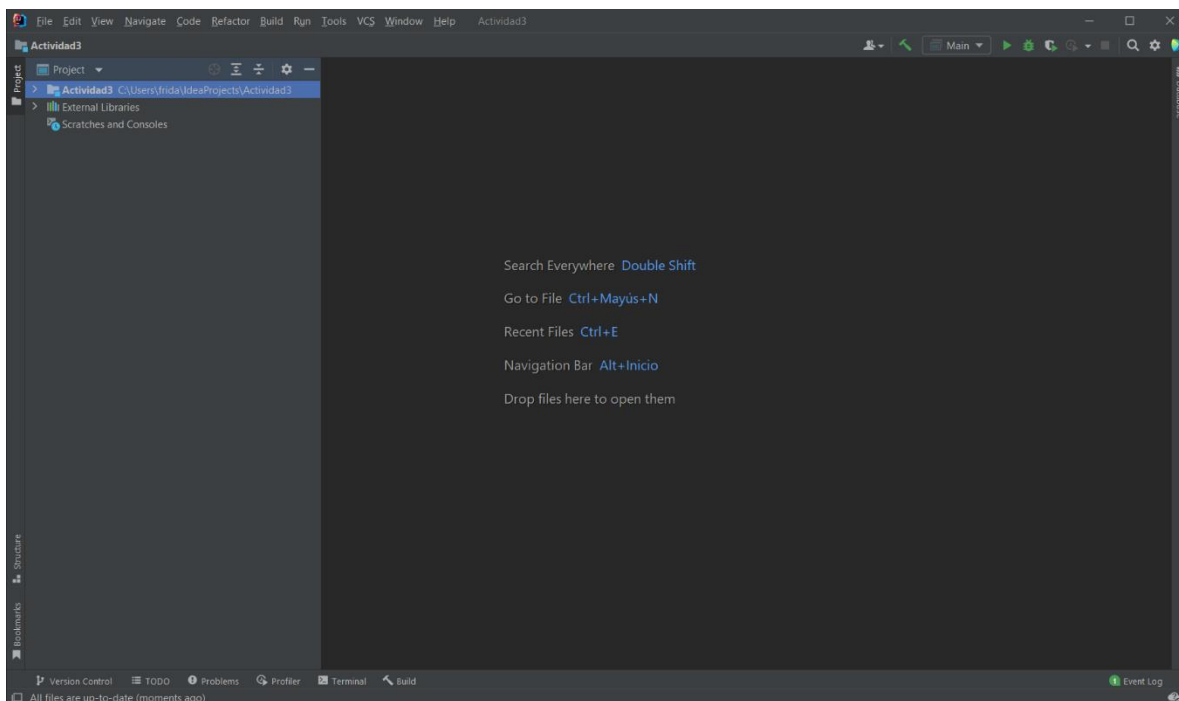 File Edit View Navigate Code Refactor Build Run Tools VCS Window Help Actividad3
Actividad3
Main
Project
Project
Actividad3 C:\Users\frida\IdeaProjects\Actividad3
External Libraries
Scratches and Consoles
Search Everywhere Double Shift
Go to File Ctrl+Mayús+N
Recent Files Ctrl+E
Navigation Bar Alt+Inicio
Drop files here to open them
Structure
Bookmarks
Version Control TODO Problems Profiler Terminal Build
1 Event Log
All files are up-to-date (moments ago)